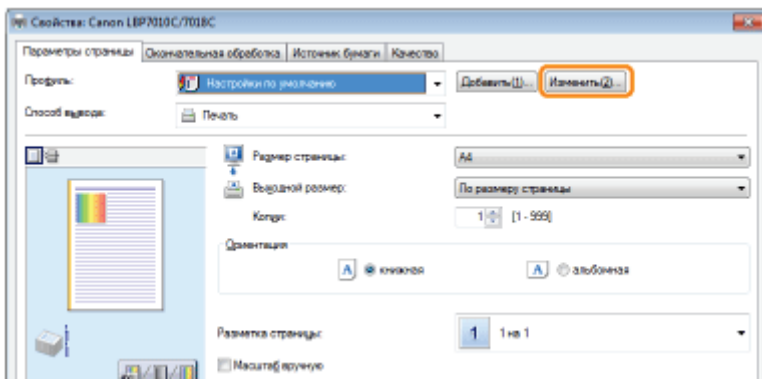 Свойства: Canon LBP7010C/7018C
Параметры страницы Окончательная обработка Источник бумаги Качество
Профиль: Настройки по умолчанию Добавить(1)... Изменить(2)...
Способ вывода: Печать
Размер страницы: A4
Выходной размер: По размеру страницы
Копии: 1 [1 - 999]
Ориентация
A книжная A альбомная
Разметка страницы: 1 1 на 1
Масштаб вручную